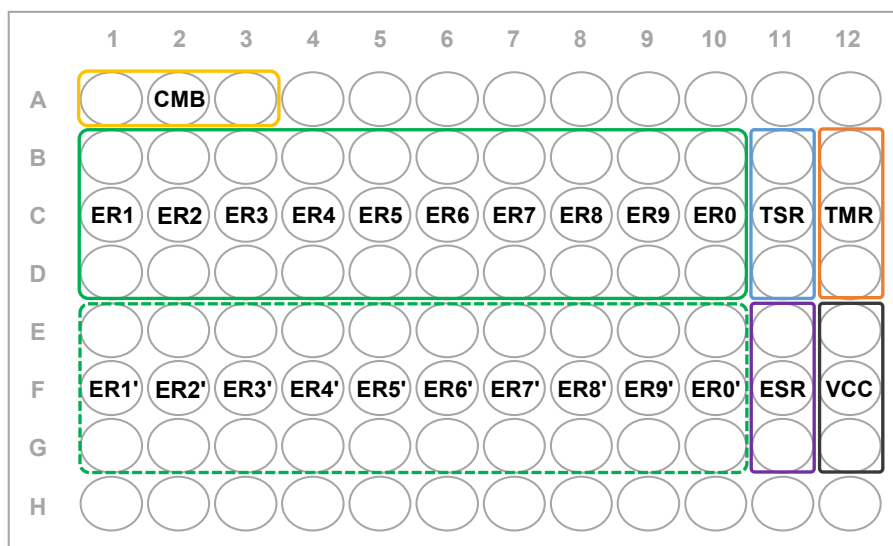 1 2 3 4 5 6 7 8 9 10 11 12
A CMB
B
C ER1 ER2 ER3 ER4 ER5 ER6 ER7 ER8 ER9 ER0 TSR TMR
D
E
F ER1' ER2' ER3' ER4' ER5' ER6' ER7' ER8' ER9' ER0' ESR VCC
G
H